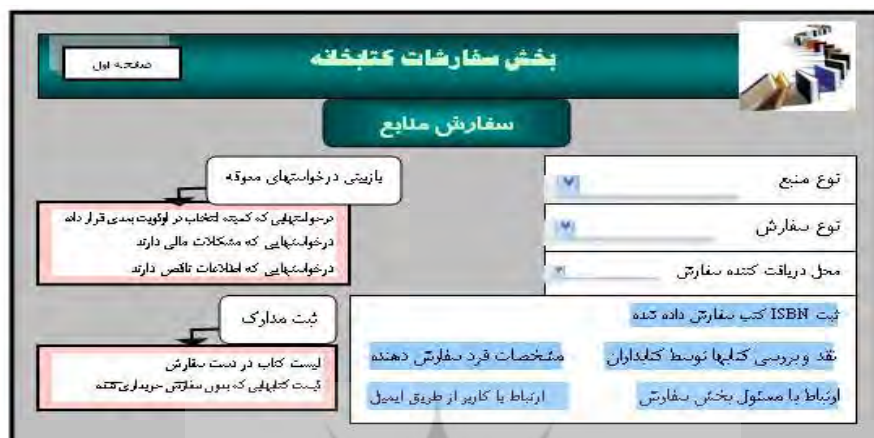 بخش سفارشات کتابخانه
صفحه اول
سفارش منابع
نوع منبع
نوع سفارش
محل دریافت کننده سفارش
بازبینی درخواستهای معوقه
درخواستهایی که کمیته انتخاب در اولویت بعدی قرار داده
درخواستهایی که مشکلات مالی دارند
درخواستهایی که اطلاعات ناقص دارند
ثبت ISBN کتب سفارش داده شده
نقد و بررسی کتابها توسط کتابداران
مشخصات فرد سفارش دهنده
ارتباط با مسئول بخش سفارش
ارتباط با کاربر از طریق ایمیل
ثبت مدارک
لیست کتاب در دست سفارش
لیست کتابهایی که بدون سفارش خریداری شده